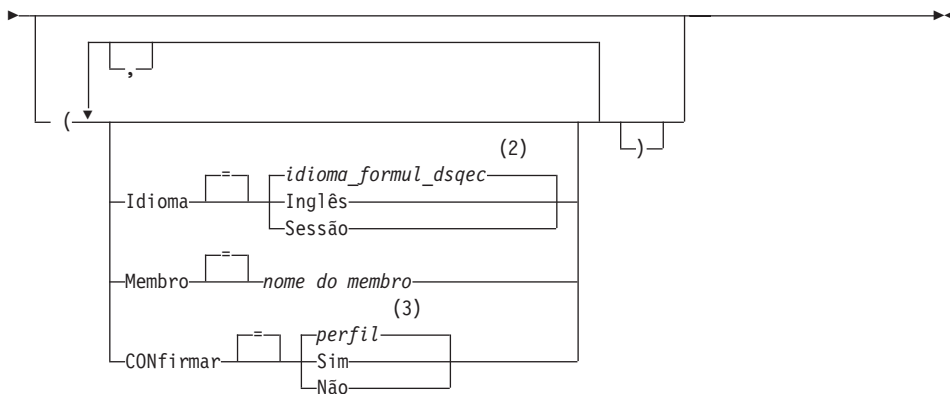 ,
(
)
(2)
Idioma = idioma_formul_dsqec
Inglês
Sessão
Membro = nome do membro
(3)
CONfirmar = perfil
Sim
Não